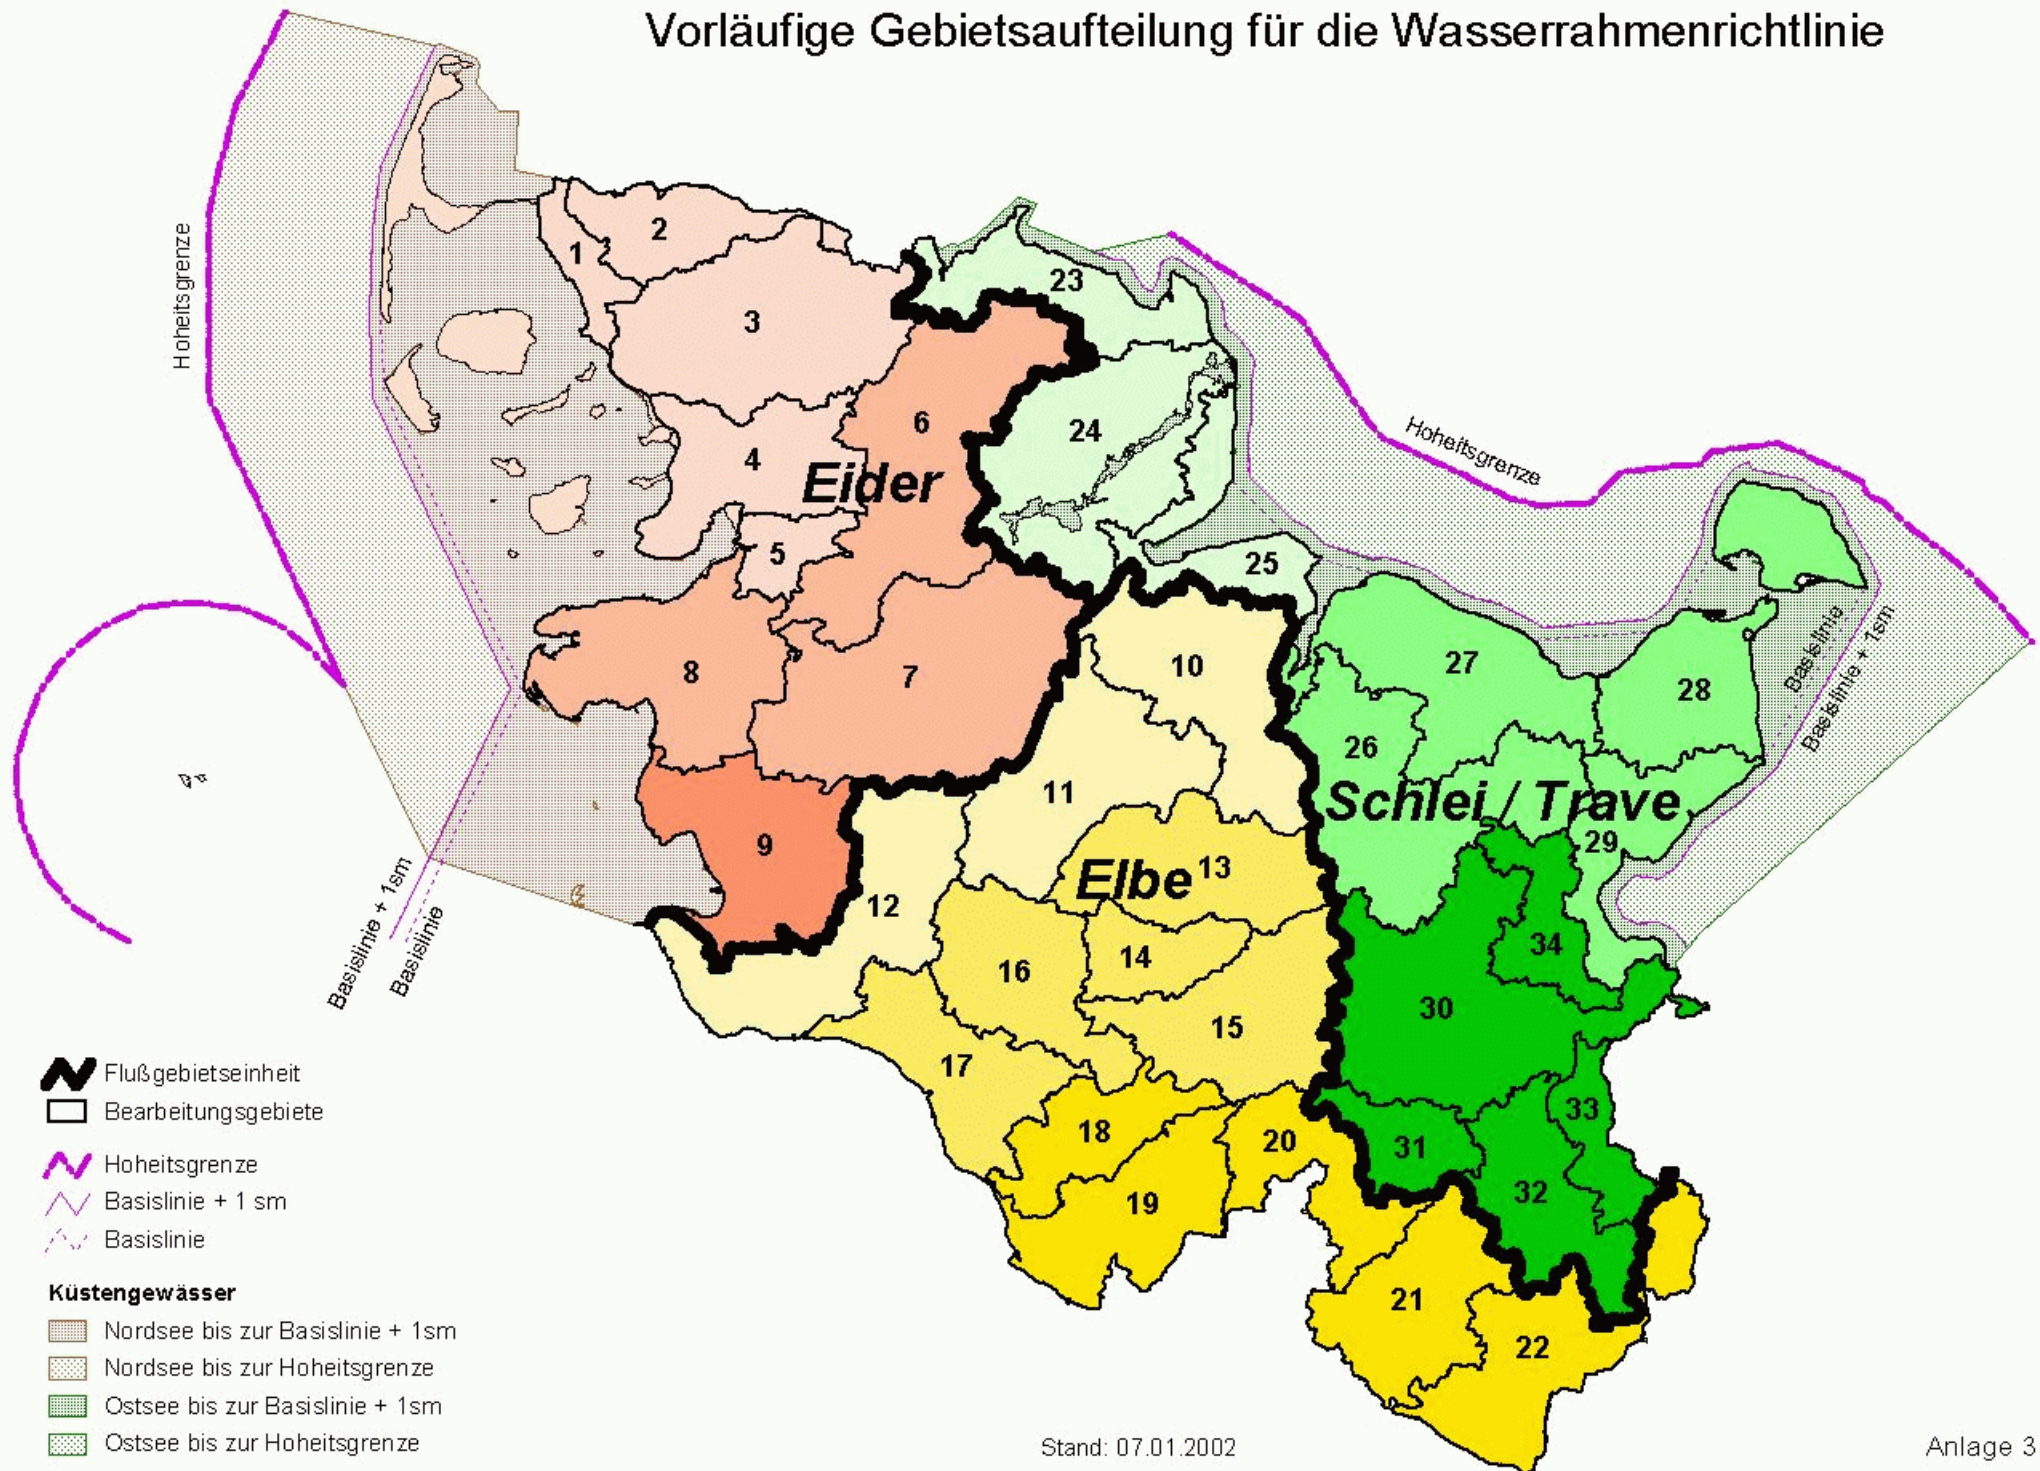 Vorläufige Gebietsaufteilung für die Wasserrahmenrichtlinie
Hoheitsgrenze
Hoheitsgrenze
1
2
3
4
5
6
7
8
9
Eider
23
24
25
10
11
12
13
14
15
16
17
18
19
20
21
22
Elbe
26
27
28
29
30
31
32
33
34
Schlei / Trave
Basislinie
Basislinie + 1sm
Basislinie + 1sm
Basislinie
Flußgebietseinheit
Bearbeitungsgebiete
Hoheitsgrenze
Basislinie + 1 sm
Basislinie
Küstengewässer
Nordsee bis zur Basislinie + 1sm
Nordsee bis zur Hoheitsgrenze
Ostsee bis zur Basislinie + 1sm
Ostsee bis zur Hoheitsgrenze
Stand: 07.01.2002
Anlage 3